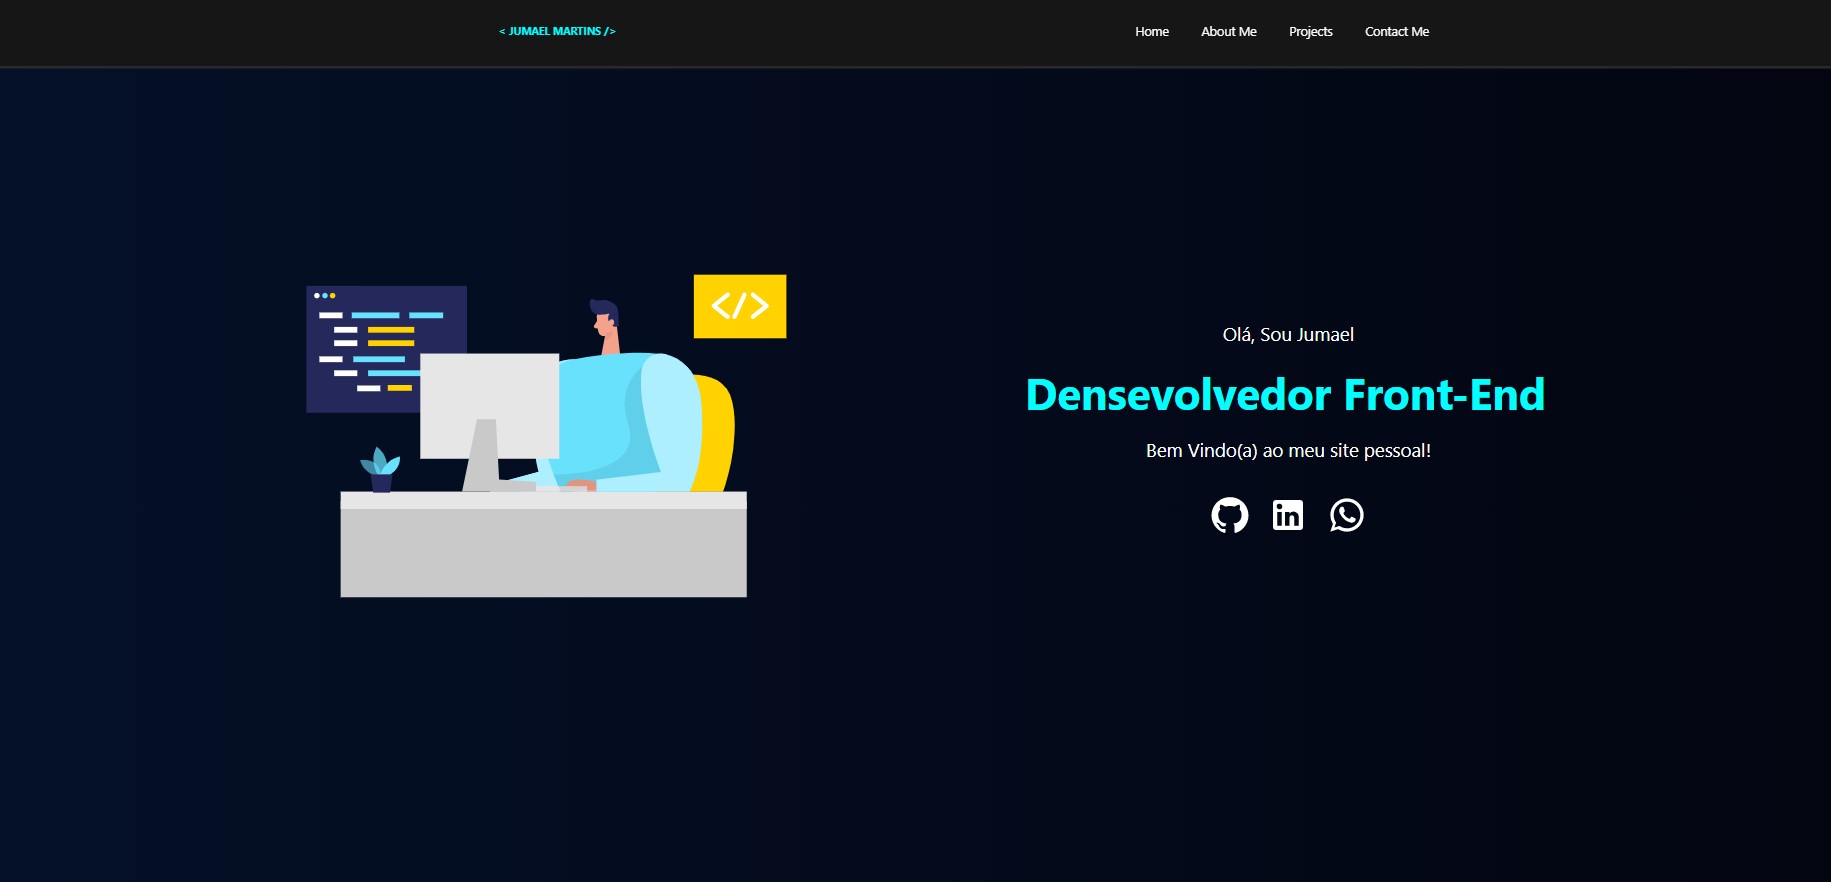 < JUMAEL MARTINS />
Home About Me Projects Contact Me
</>
Olá, Sou Jumael
Densevolvedor Front-End
Bem Vindo(a) ao meu site pessoal!
in